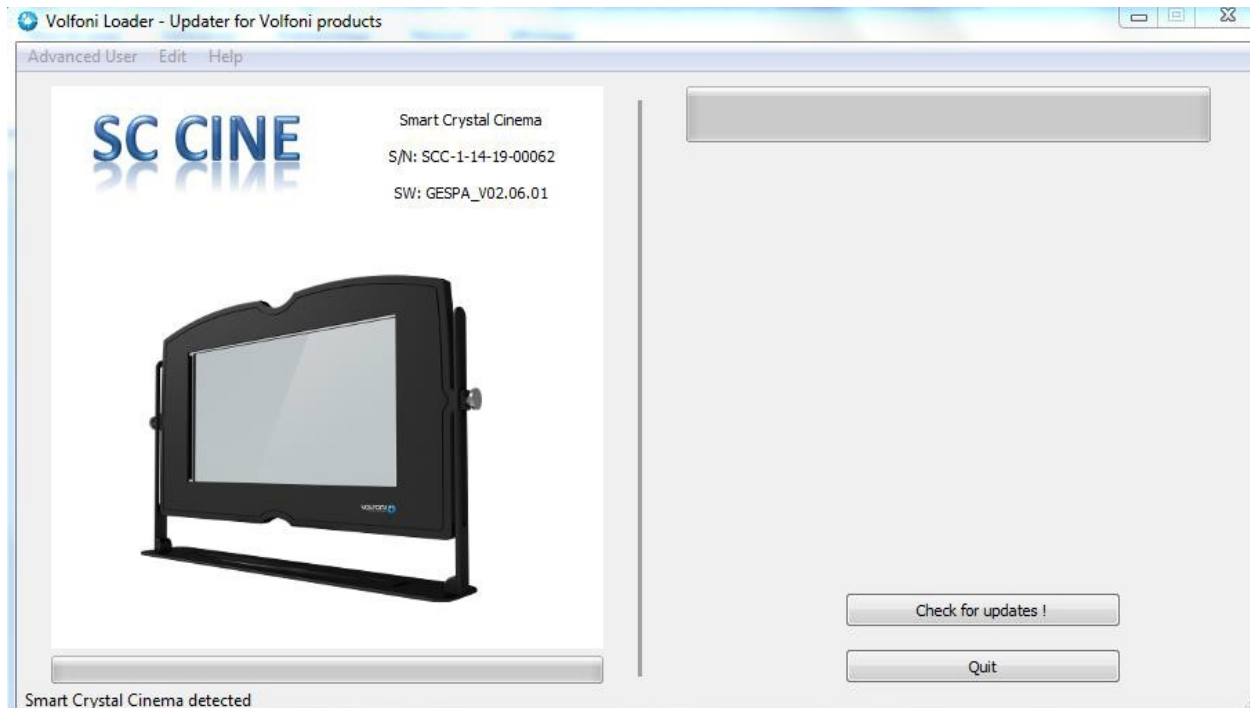 Volfoni Loader - Updater for Volfoni products
Advanced User Edit Help
SC CINE
Smart Crystal Cinema
S/N: SCC-1-14-19-00062
SW: GESPA_V02.06.01
VOLFONI
Check for updates !
Quit
Smart Crystal Cinema detected